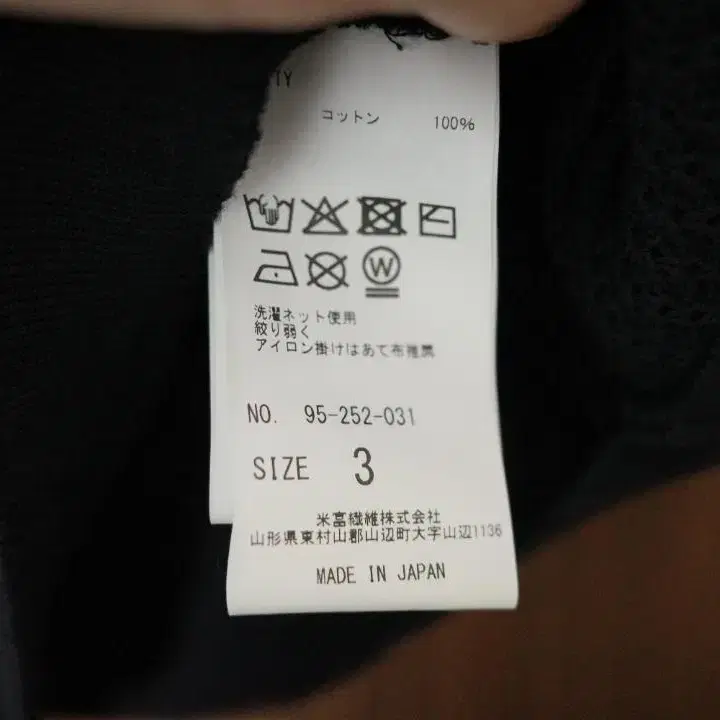 TY
コットン 100%
W
洗濯ネット使用
絞り弱く
アイロン掛けはあて布推奨
NO. 95-252-031
SIZE 3
米富繊維株式会社
山形県東村山郡山辺町大字山辺1136
MADE IN JAPAN